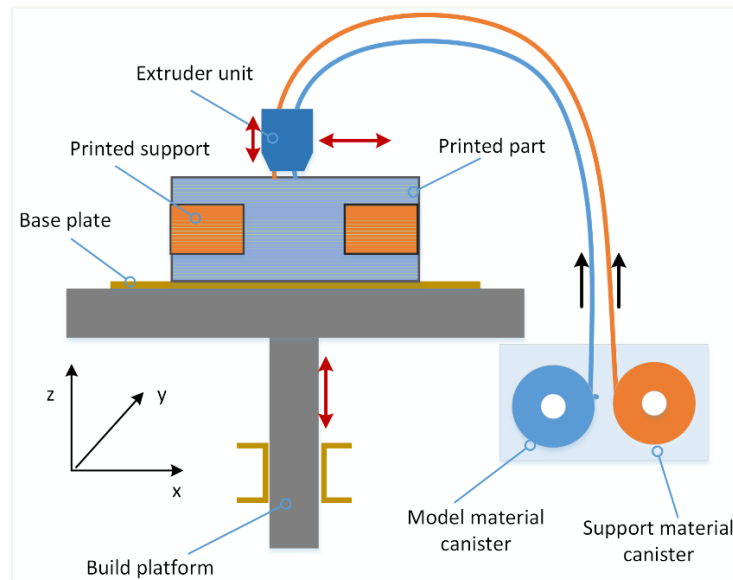 Extruder unit
Printed support
Printed part
Base plate
z
y
x
Model material
canister
Support material
canister
Build platform